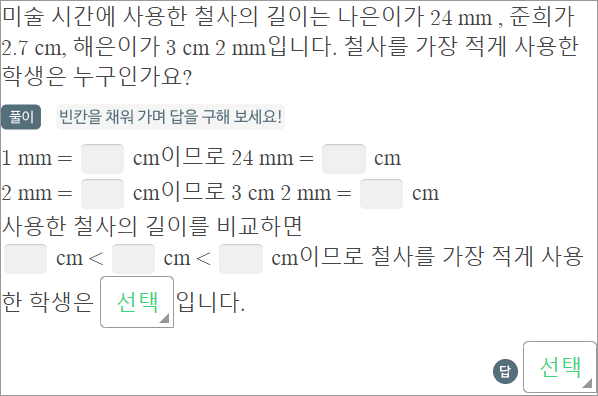 미술 시간에 사용한 철사의 길이는 나은이가 24 mm , 준희가
2.7 cm, 해은이가 3 cm 2 mm입니다. 철사를 가장 적게 사용한
학생은 누구인가요?
풀이 빈칸을 채워 가며 답을 구해 보세요!
1 mm = cm이므로 24 mm = cm
2 mm = cm이므로 3 cm 2 mm = cm
사용한 철사의 길이를 비교하면
cm < cm < cm이므로 철사를 가장 적게 사용
한 학생은 선택 입니다.
답 선택